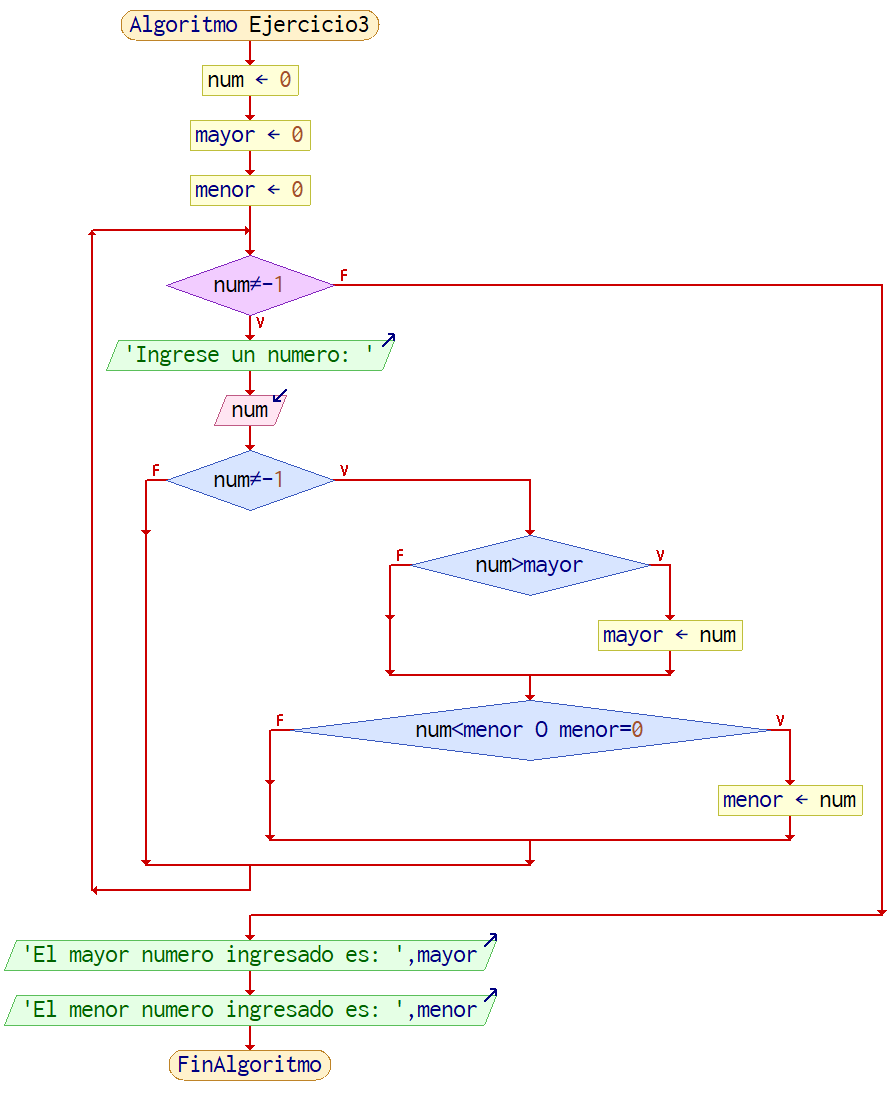 Algoritmo Ejercicio3
num ← 0
mayor ← 0
menor ← 0
num≠-1
F
V
'Ingrese un numero: '
num
F
num≠-1
V
F
num>mayor
V
mayor ← num
F
num<menor O menor=0
V
menor ← num
'El mayor numero ingresado es: ',mayor
'El menor numero ingresado es: ',menor
FinAlgoritmo